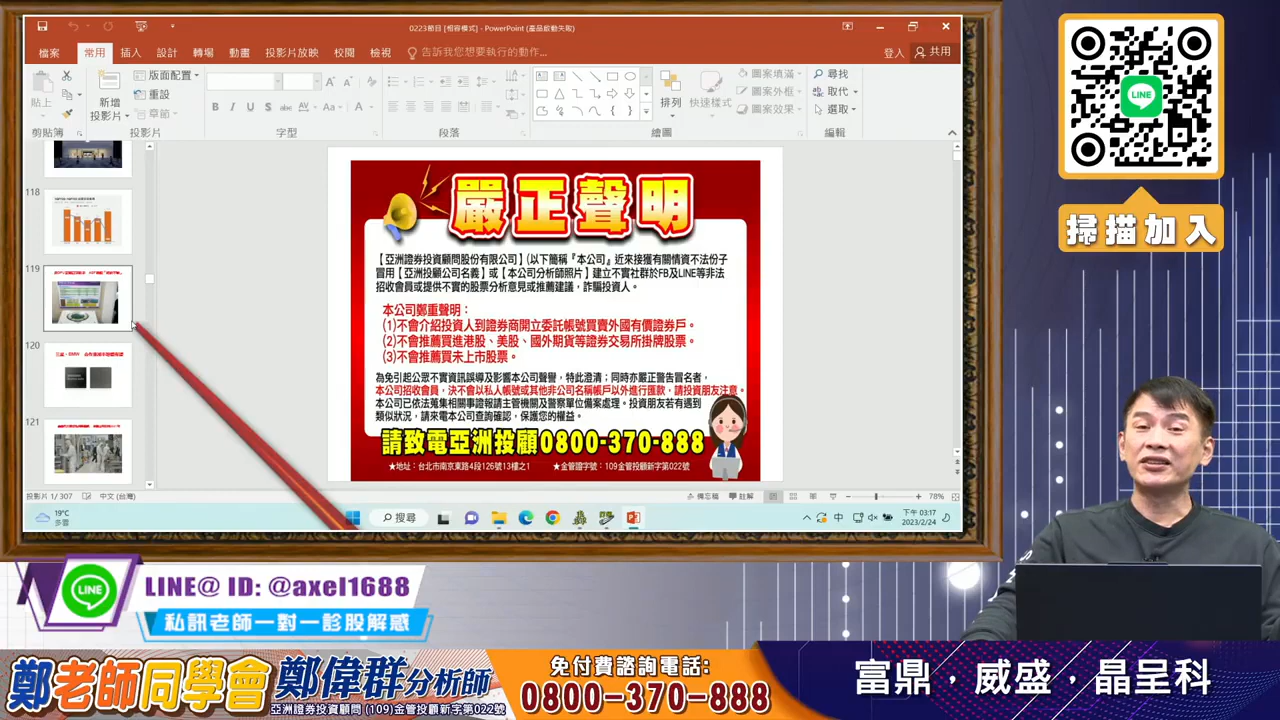 0223節目 [相容模式] - PowerPoint (產品啟動失敗)
檔案
常用
插入
設計
轉場
動畫
投影片放映
校閱
檢視
告訴我您想要執行的動作...
登入
共用
貼上
新增
投影片
版面配置
重設
章節
B I U S abc AV Aa A
排列
快速樣式
圖案填滿
圖案外框
圖案效果
尋找
取代
選取
剪貼簿
投影片
字型
段落
繪圖
編輯
118
119
120
121
嚴正聲明
【亞洲證券投資顧問股份有限公司】(以下簡稱『本公司』近來接獲有關情資不法份子
冒用【亞洲投顧公司名義】或【本公司分析師照片】建立不實社群於FB及LINE等非法
招收會員或提供不實的股票分析意見或推薦建議，詐騙投資人。
本公司鄭重聲明：
(1)不會介紹投資人到證券商開立委託帳號買賣外國有價證券戶。
(2)不會推薦買進港股、美股、國外期貨等證券交易所掛牌股票。
(3)不會推薦買未上市股票。
為免引起公眾不實資訊誤導及影響本公司聲譽，特此澄清；同時亦嚴正警告冒名者，
本公司招收會員，決不會以私人帳號或其他非公司名稱帳戶以外進行匯款，請投資朋友注意。
本公司已依法蒐集相關事證報請主管機關及警察單位備案處理。投資朋友若有遇到
類似狀況，請來電本公司查詢確認，保護您的權益。
請致電亞洲投顧0800-370-888
★地址：台北市南京東路4段126號13樓之1
★金管證字號：109金管投顧新字第022號
投影片 1/307
中文 (台灣)
備忘稿
註解
78%
19°C
多雲
搜尋
中
下午 03:17
2023/2/24
LINE
掃描加入
LINE
LINE@ ID: @axel1688
私訊老師一對一診股解惑
鄭老師同學會
鄭偉群分析師
亞洲證券投資顧問 (109)金管投顧新字第022號
免付費諮詢電話:
0800-370-888
富鼎，威盛，晶呈科